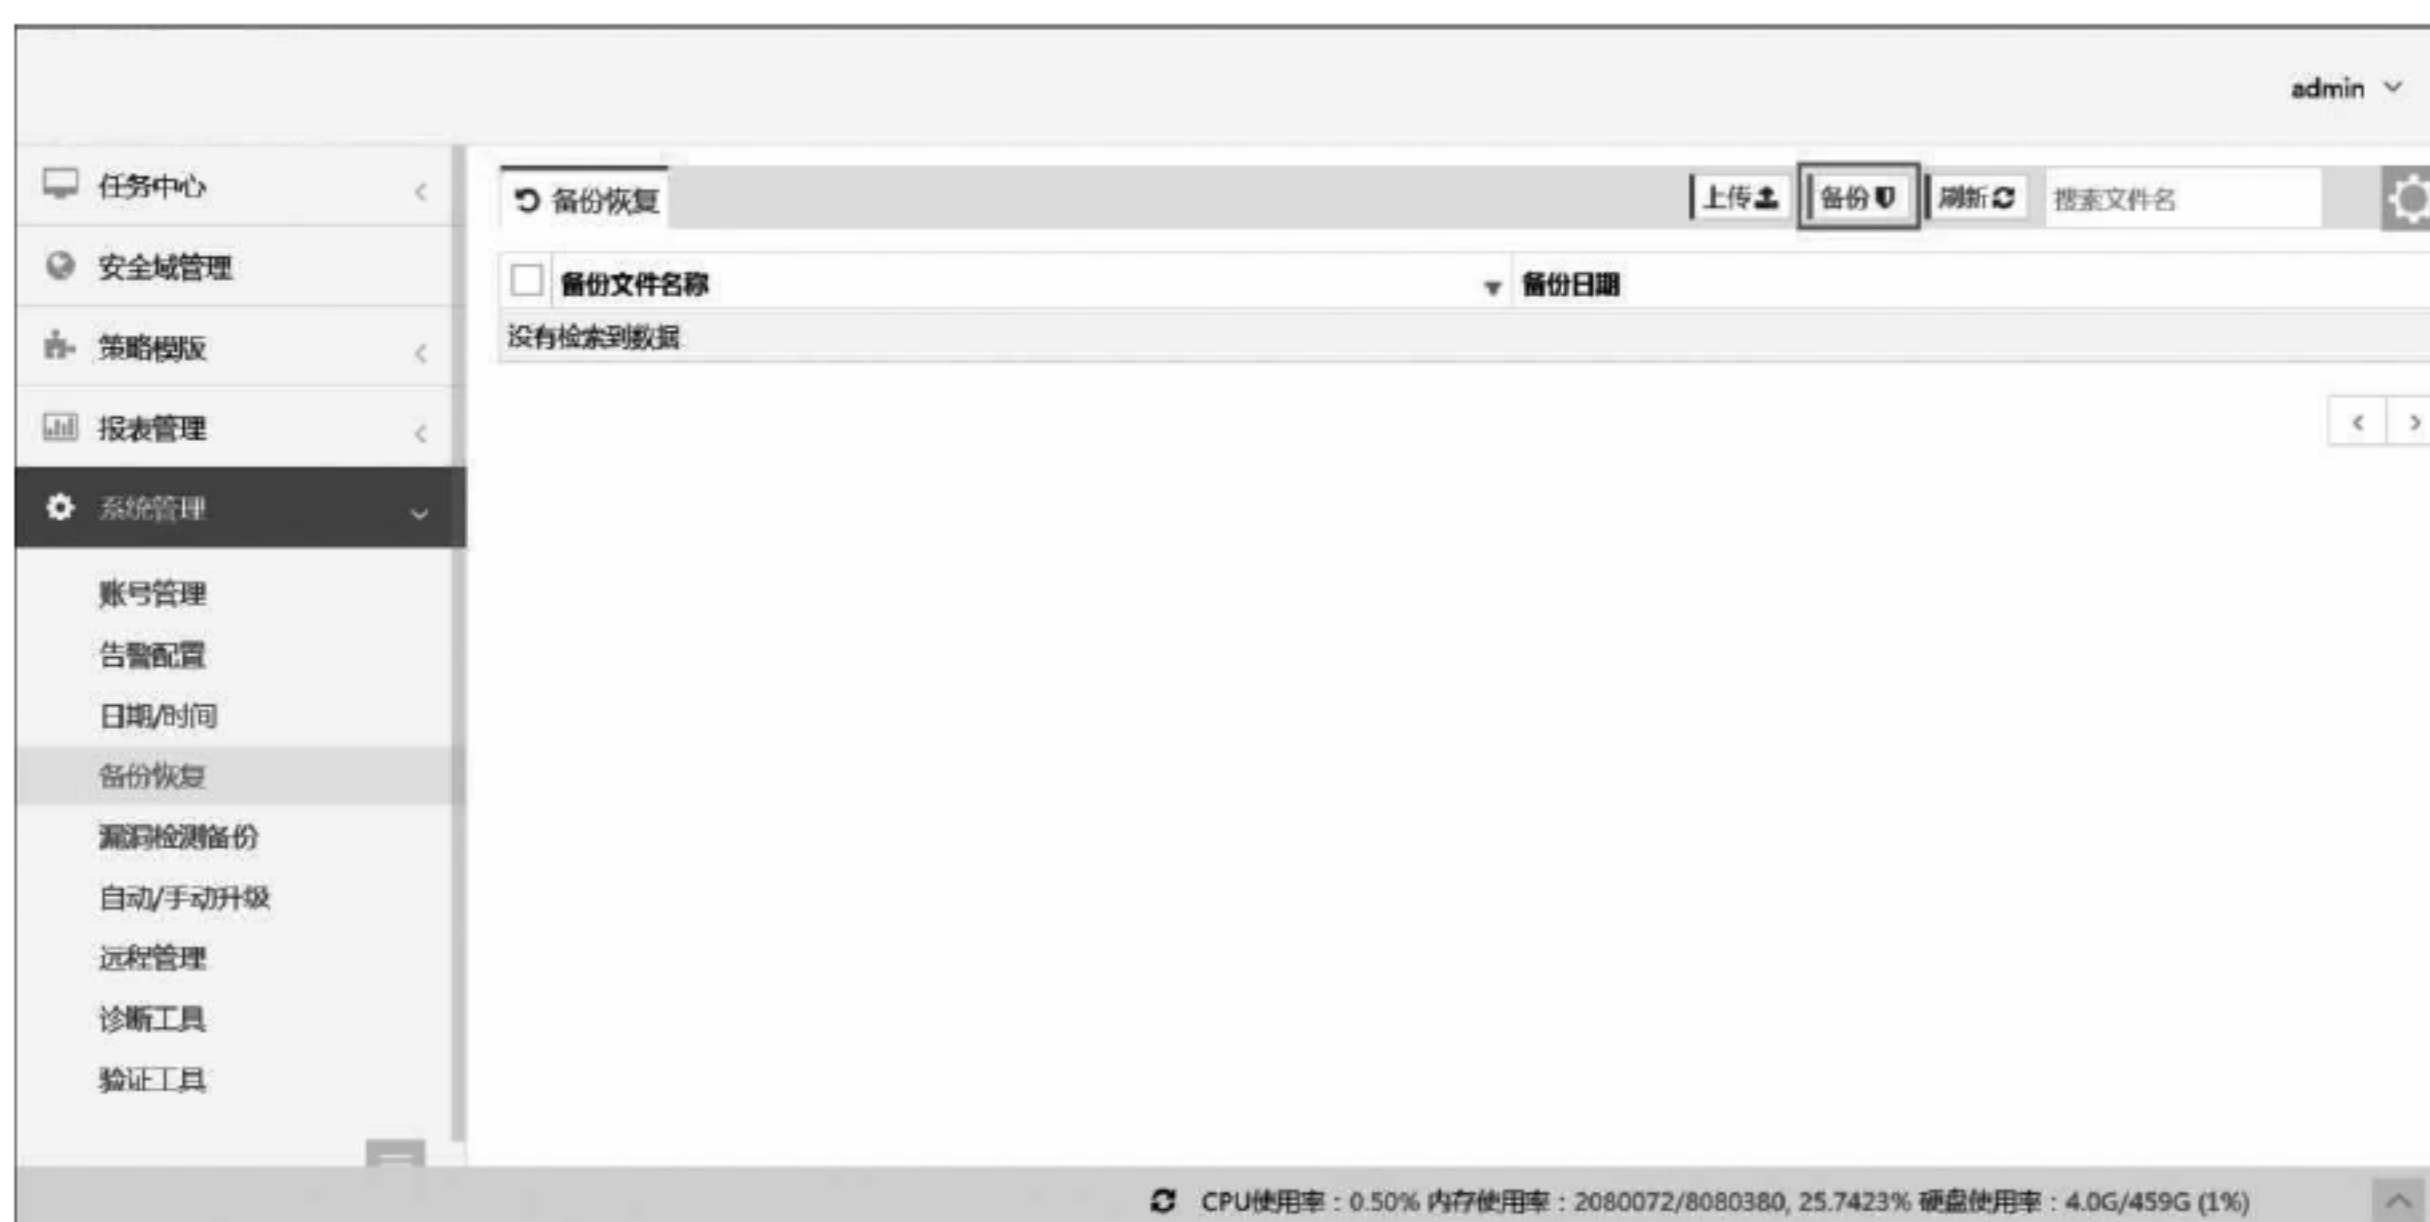 admin
任务中心
安全域管理
策略模版
报表管理
系统管理
账号管理
告警配置
日期/时间
备份恢复
漏洞检测备份
自动/手动升级
远程管理
诊断工具
验证工具
备份恢复 上传 备份 刷新 搜索文件名
备份文件名称 备份日期
没有检索到数据
CPU使用率：0.50% 内存使用率：2080072/8080380, 25.7423% 硬盘使用率：4.0G/459G (1%)